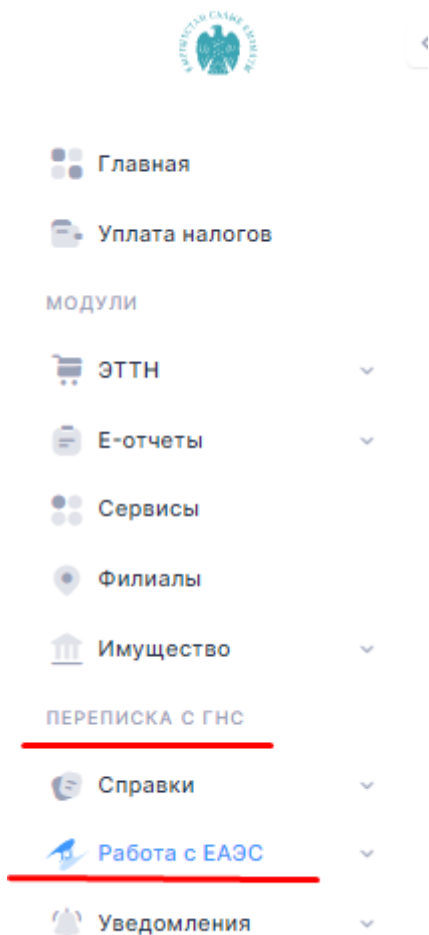 Главная
Уплата налогов
МОДУЛИ
ЭТТН
Е-отчеты
Сервисы
Филиалы
Имущество
ПЕРЕПИСКА С ГНС
Справки
Работа с ЕАЭС
Уведомления